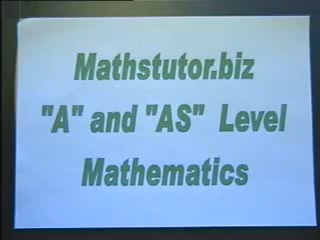 Mathstutor.biz
"A" and "AS" Level
Mathematics